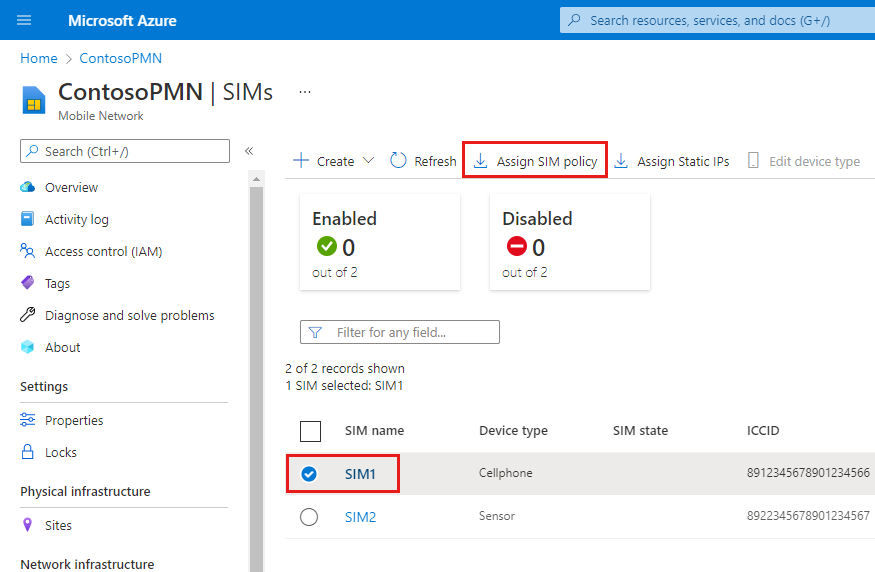 Microsoft Azure
Search resources, services, and docs (G+/)
Home > ContosoPMN
ContosoPMN | SIMs ...
Mobile Network
Search (Ctrl+/) «
Create Refresh Assign SIM policy Assign Static IPs Edit device type
Overview
Activity log
Access control (IAM)
Tags
Diagnose and solve problems
About
Settings
Properties
Locks
Physical infrastructure
Sites
Network infrastructure
Enabled
0
out of 2
Disabled
0
out of 2
Filter for any field...
2 of 2 records shown
1 SIM selected: SIM1
SIM name Device type SIM state ICCID
SIM1 Cellphone 8912345678901234566
SIM2 Sensor 8922345678901234567